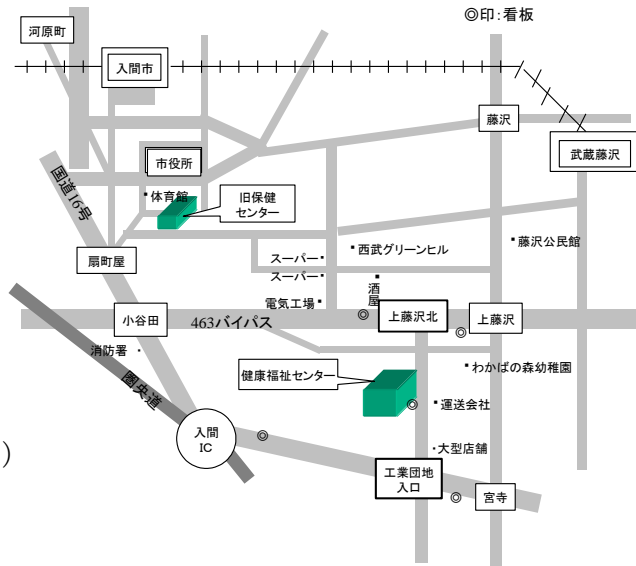 ◎印:看板
河原町
入間市
藤沢
武蔵藤沢
市役所
国道16号
・体育館
旧保健
センター
・西武グリーンヒル
・藤沢公民館
扇町屋
スーパー・
スーパー・
・
酒屋
電気工場・
小谷田
463バイパス
◎
上藤沢北
◎
上藤沢
消防署 ・
圏央道
健康福祉センター
・わかばの森幼稚園
◎
・運送会社
入間
IC
◎
)
・大型店舗
工業団地
入口
◎
宮寺